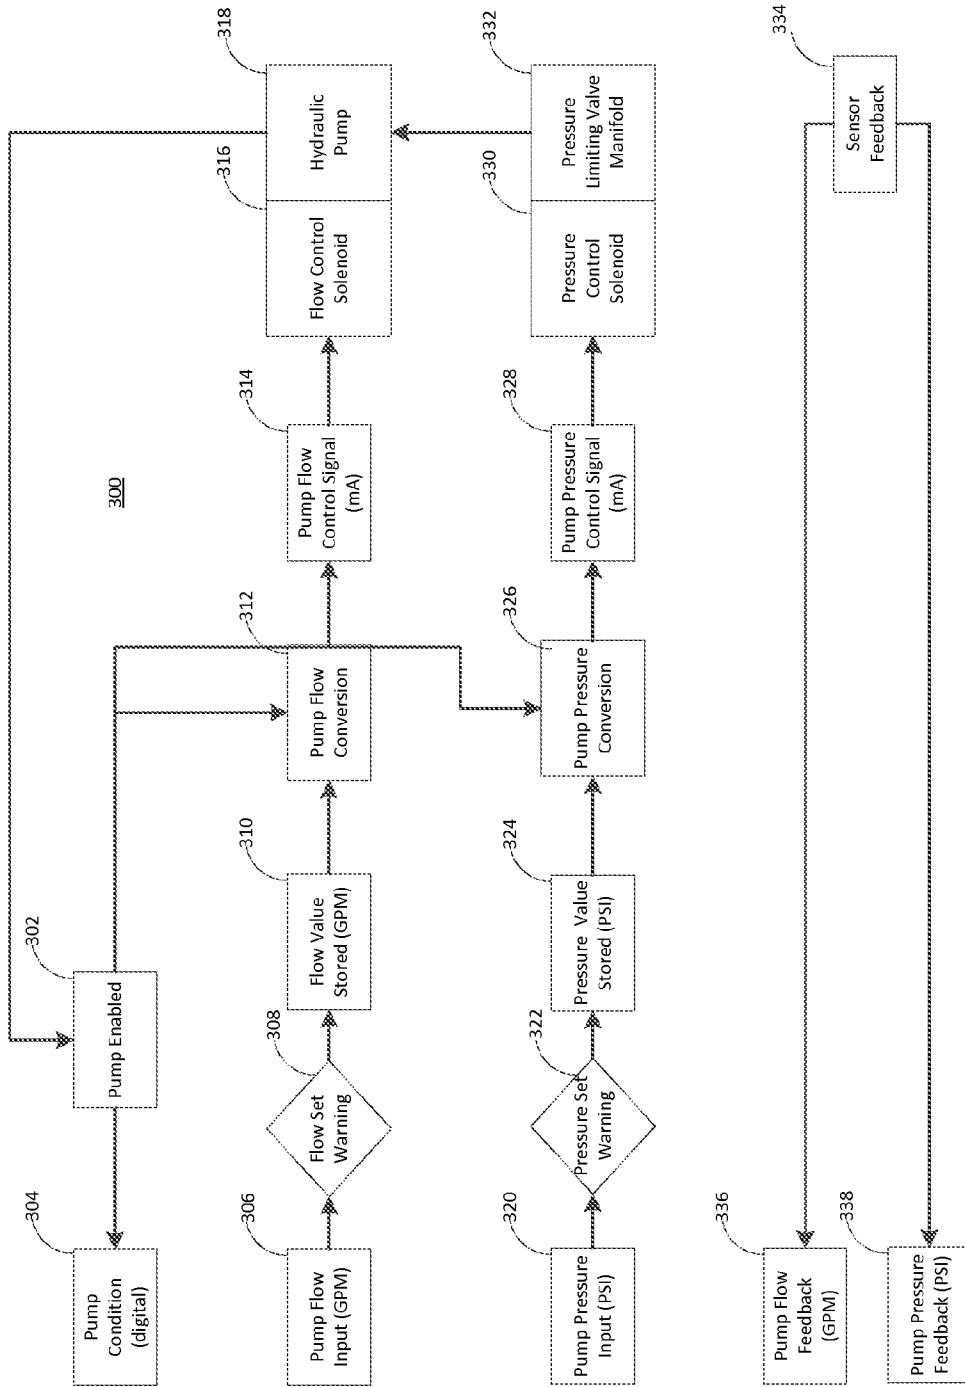 300
302
Pump Enabled
304
Pump
Condition
(digital)
306
Pump Flow
Input (GPM)
308
Flow Set
Warning
310
Flow Value
Stored (GPM)
312
Pump Flow
Conversion
314
Pump Flow
Control Signal
(mA)
316
Flow Control
Solenoid
318
Hydraulic
Pump
320
Pump Pressure
Input (PSI)
322
Pressure Set
Warning
324
Pressure Value
Stored (PSI)
326
Pump Pressure
Conversion
328
Pump Pressure
Control Signal
(mA)
330
Pressure
Control
Solenoid
332
Pressure
Limiting Valve
Manifold
334
Sensor
Feedback
336
Pump Flow
Feedback
(GPM)
338
Pump Pressure
Feedback (PSI)